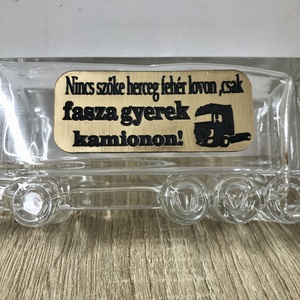 Nincs szőke herceg fehér lovon ,csak
fasza gyerek
kamionon!